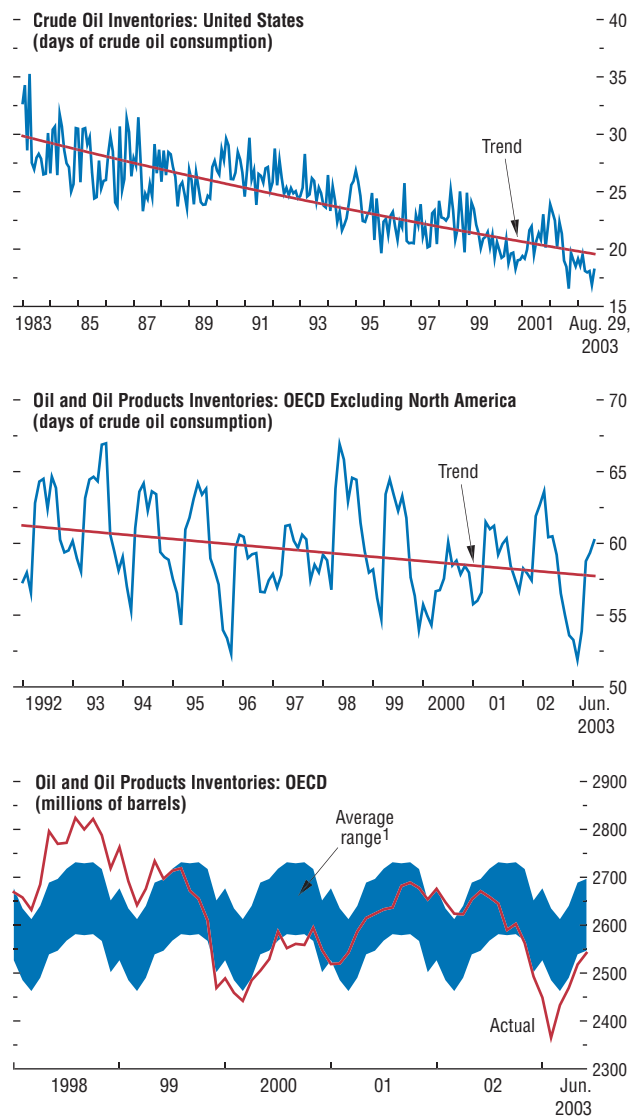 Crude Oil Inventories: United States
(days of crude oil consumption)
40
35
30
25
20
15
Trend
1983 85 87 89 91 93 95 97 99 2001 Aug. 29,
2003
Oil and Oil Products Inventories: OECD Excluding North America
(days of crude oil consumption)
70
65
60
55
50
Trend
1992 93 94 95 96 97 98 99 2000 01 02 Jun.
2003
Oil and Oil Products Inventories: OECD
(millions of barrels)
2900
2800
2700
2600
2500
2400
2300
Average
range1
Actual
1998 99 2000 01 02 Jun.
2003